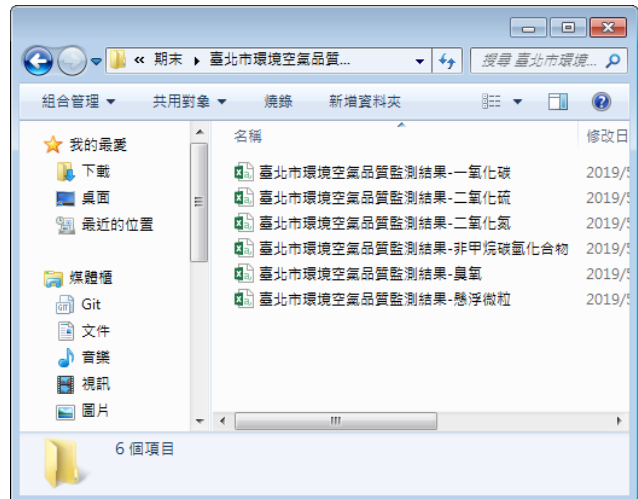 « 期末 ▸ 臺北市環境空氣品質...
搜尋 臺北市環境...
組合管理 ▼ 共用對象 ▼ 燒錄 新增資料夾
我的最愛
下載
桌面
最近的位置
媒體櫃
Git
文件
音樂
視訊
圖片
名稱 修改日
臺北市環境空氣品質監測結果-一氧化碳 2019/5
臺北市環境空氣品質監測結果-二氧化硫 2019/5
臺北市環境空氣品質監測結果-二氧化氮 2019/5
臺北市環境空氣品質監測結果-非甲烷碳氫化合物 2019/5
臺北市環境空氣品質監測結果-臭氧 2019/5
臺北市環境空氣品質監測結果-懸浮微粒 2019/5
6 個項目